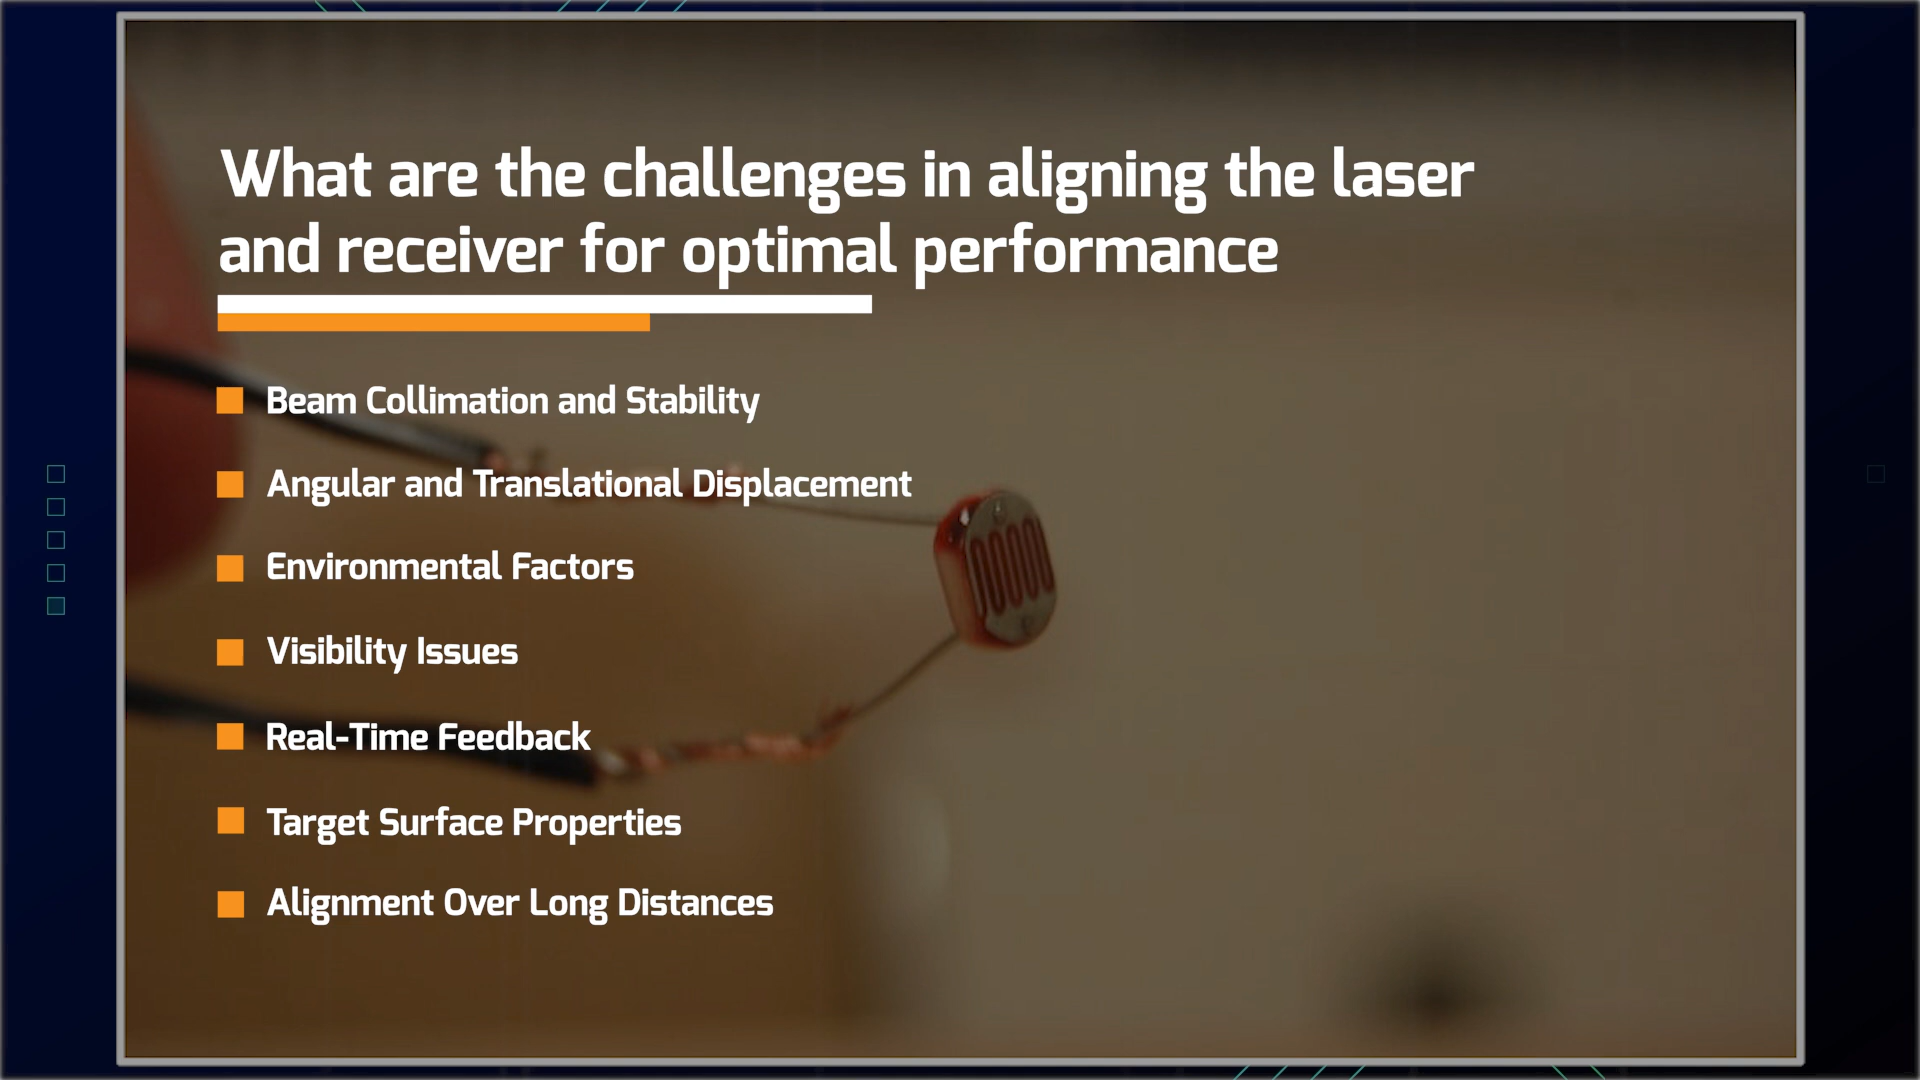 What are the challenges in aligning the laser
and receiver for optimal performance
Beam Collimation and Stability
Angular and Translational Displacement
Environmental Factors
Visibility Issues
Real-Time Feedback
Target Surface Properties
Alignment Over Long Distances